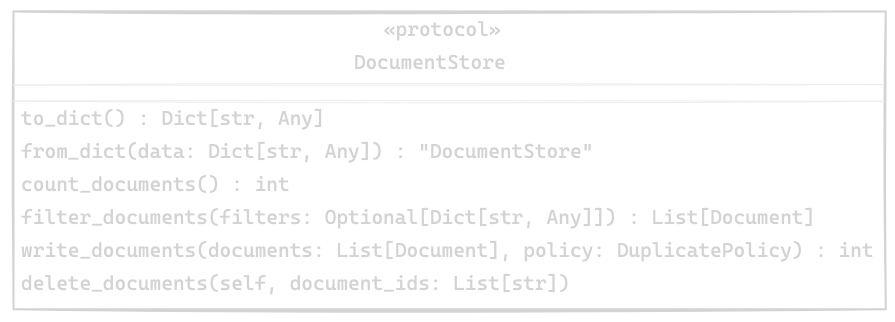 «protocol»
DocumentStore
to_dict() : Dict[str, Any]
from_dict(data: Dict[str, Any]) : "DocumentStore"
count_documents() : int
filter_documents(filters: Optional[Dict[str, Any]]) : List[Document]
write_documents(documents: List[Document], policy: DuplicatePolicy) : int
delete_documents(self, document_ids: List[str])